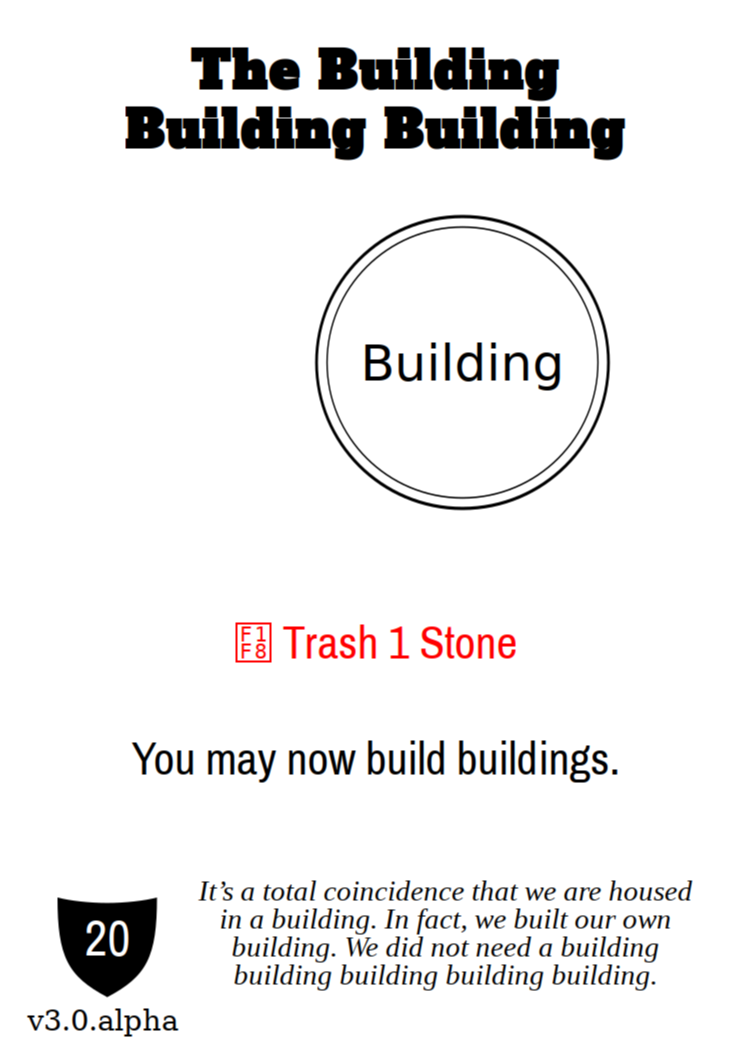 The Building
Building Building
Building
Trash 1 Stone
You may now build buildings.
It’s a total coincidence that we are housed
in a building. In fact, we built our own
building. We did not need a building
building building building building.
20
v3.0.alpha